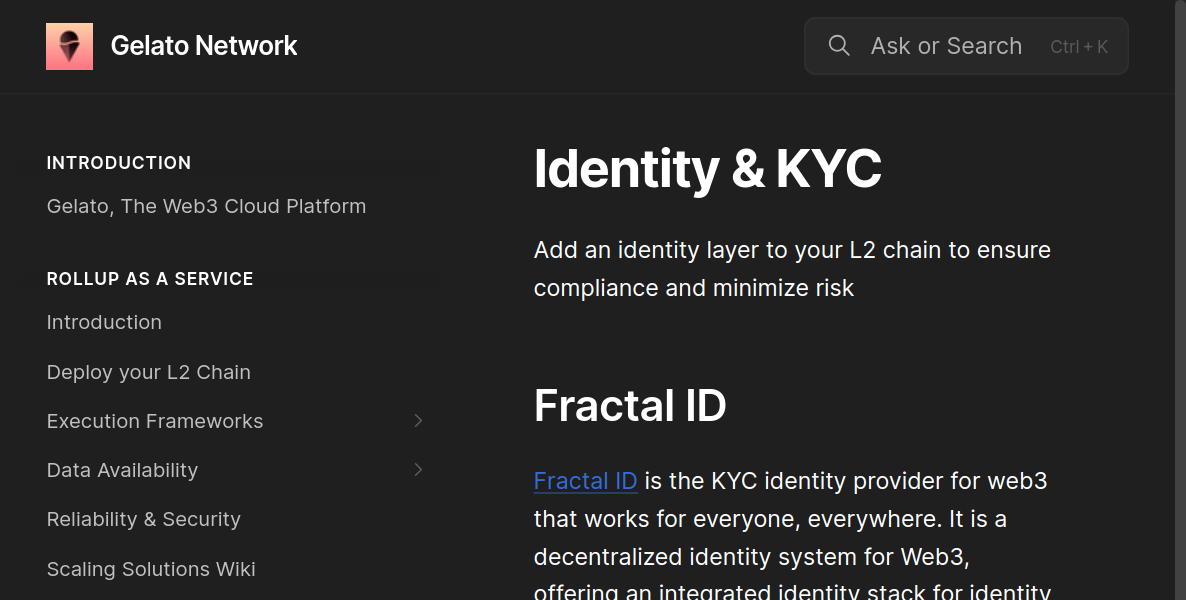 Gelato Network
Ask or Search Ctrl + K
INTRODUCTION
Gelato, The Web3 Cloud Platform
ROLLUP AS A SERVICE
Introduction
Deploy your L2 Chain
Execution Frameworks
Data Availability
Reliability & Security
Scaling Solutions Wiki
Identity & KYC
Add an identity layer to your L2 chain to ensure
compliance and minimize risk
Fractal ID
Fractal ID is the KYC identity provider for web3
that works for everyone, everywhere. It is a
decentralized identity system for Web3,
offering an integrated identity stack for identity